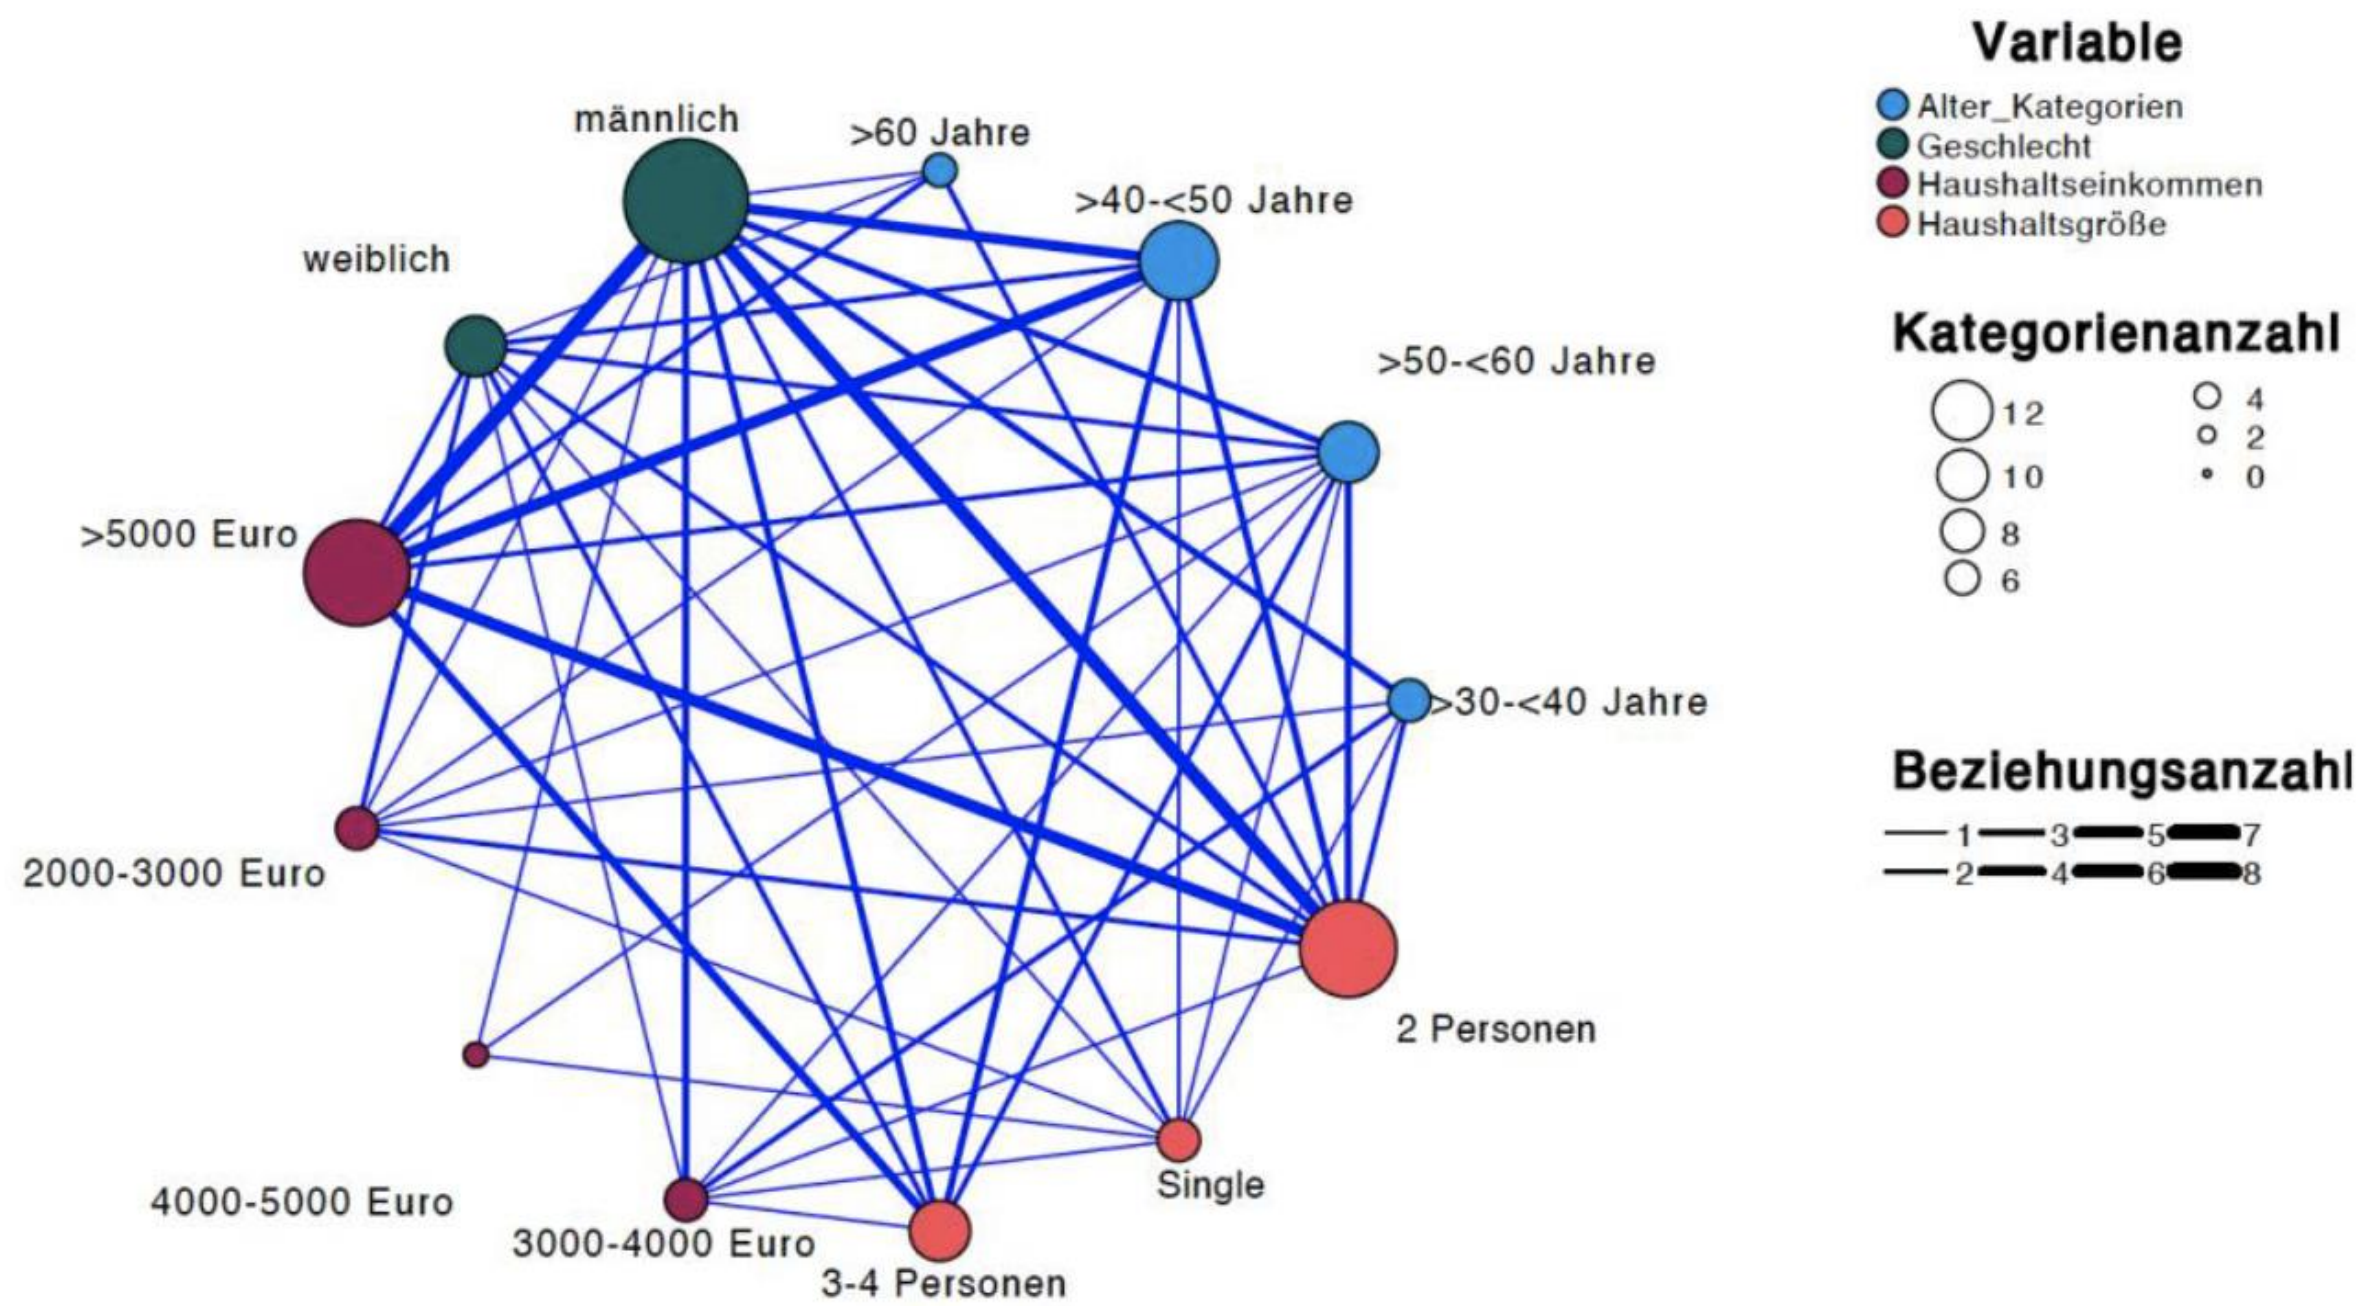 männlich
>60 Jahre
>40-<50 Jahre
weiblich
>50-<60 Jahre
>5000 Euro
>30-<40 Jahre
2000-3000 Euro
2 Personen
4000-5000 Euro
Single
3000-4000 Euro
3-4 Personen
Variable
Alter_Kategorien
Geschlecht
Haushaltseinkommen
Haushaltsgröße
Kategorienanzahl
12 4
10 2
8 0
6
Beziehungsanzahl
1 3 5 7
2 4 6 8